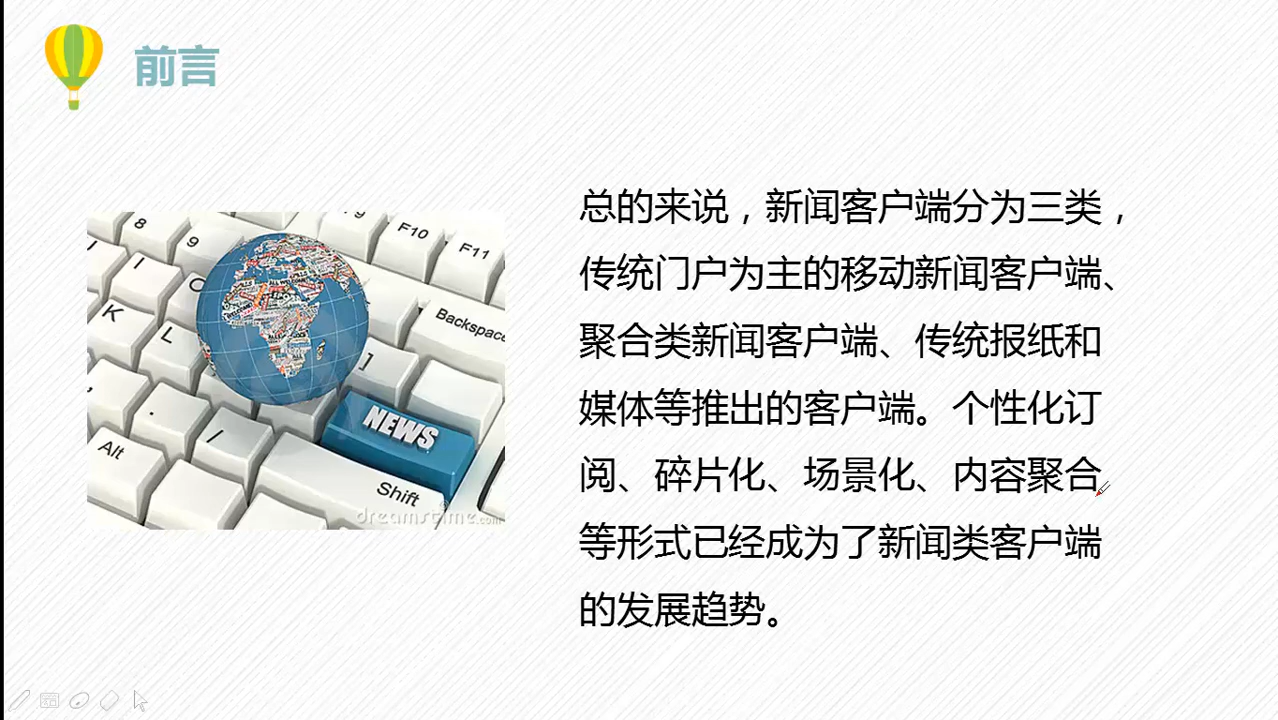 前言
总的来说，新闻客户端分为三类，
传统门户为主的移动新闻客户端、
聚合类新闻客户端、传统报纸和
媒体等推出的客户端。个性化订
阅、碎片化、场景化、内容聚合
等形式已经成为了新闻类客户端
的发展趋势。
8
9
F10
F11
I
O
K
L
Backspace
]
NEWS
.
/
Alt
Shift
dreamstime.com